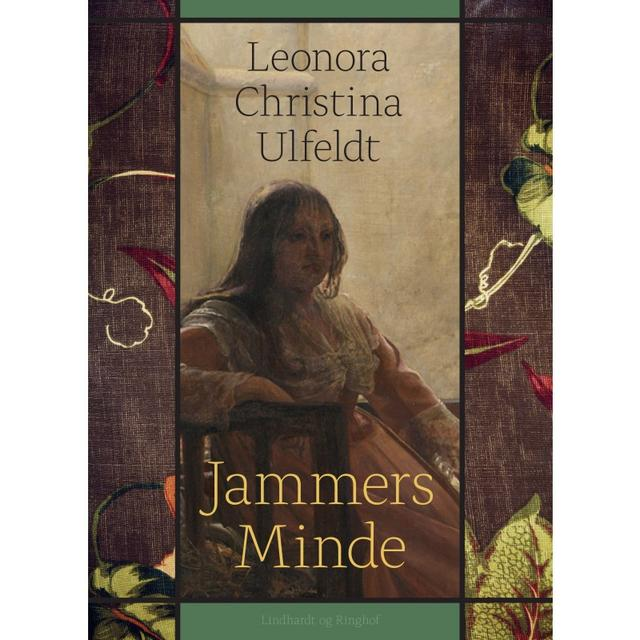 Leonora
Christina
Ulfeldt
Jammers
Minde
Lindhardt og Ringhof